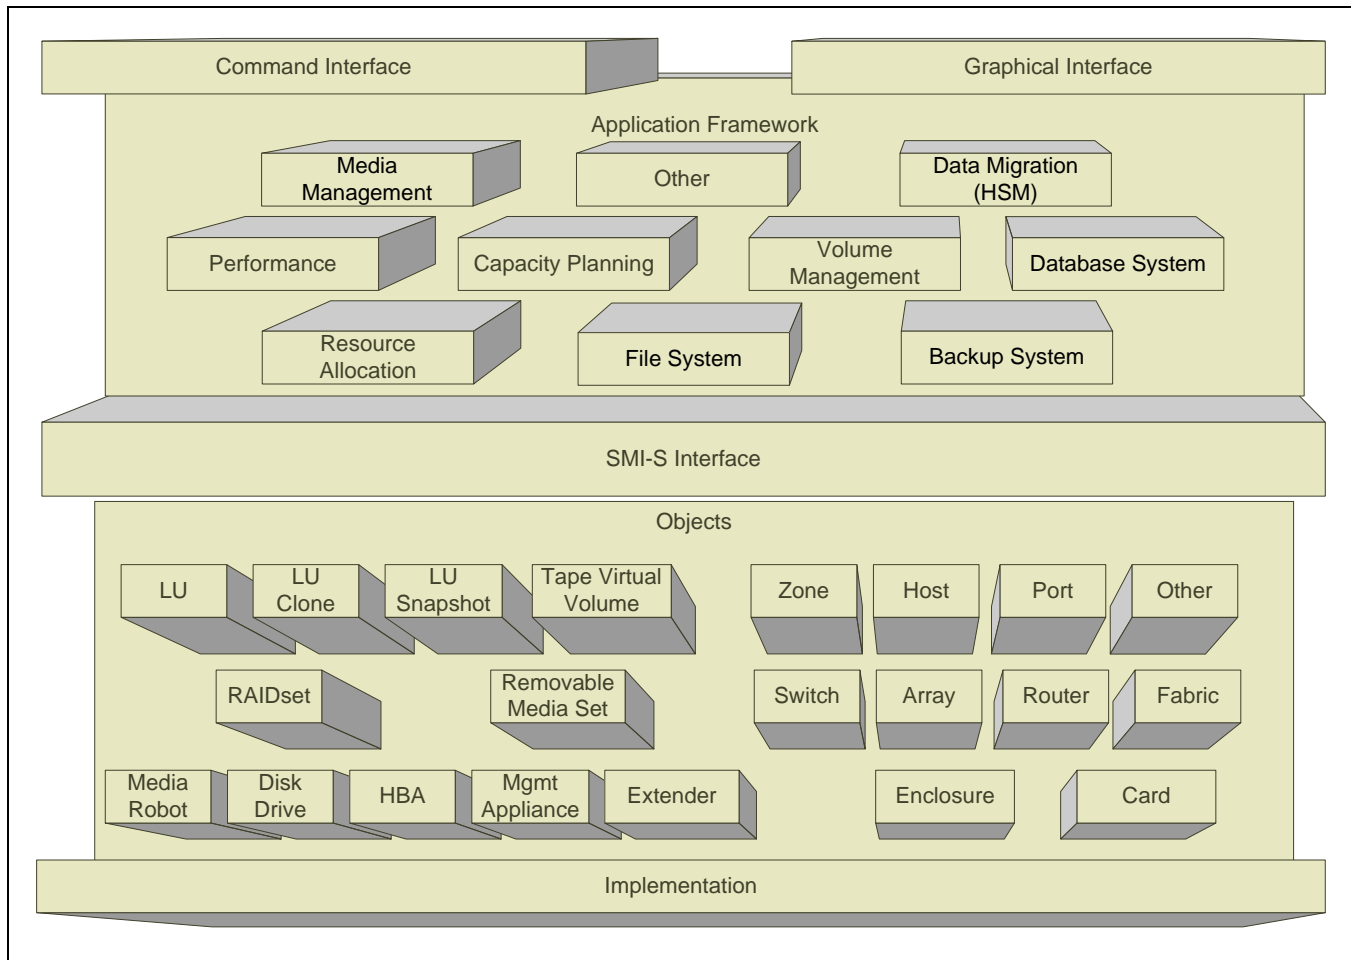 Command Interface
Graphical Interface
Application Framework
Media
Management
Other
Data Migration
(HSM)
Performance
Capacity Planning
Volume
Management
Database System
Resource
Allocation
File System
Backup System
SMI-S Interface
Objects
LU
LU
Clone
LU
Snapshot
Tape Virtual
Volume
Zone
Host
Port
Other
RAIDset
Removable
Media Set
Switch
Array
Router
Fabric
Media
Robot
Disk
Drive
HBA
Mgmt
Appliance
Extender
Enclosure
Card
Implementation